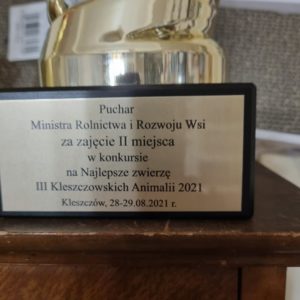 Puchar
Ministra Rolnictwa i Rozwoju Wsi
za zajęcie II miejsca
w konkursie
na Najlepsze zwierzę
III Kleszczowskich Animalii 2021
Kleszczów, 28-29.08.2021 r.